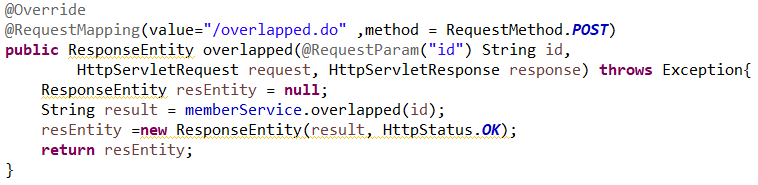 @Override
@RequestMapping(value="/overlapped.do" ,method = RequestMethod.POST)
public ResponseEntity overlapped(@RequestParam("id") String id,
HttpServletRequest request, HttpServletResponse response) throws Exception{
ResponseEntity resEntity = null;
String result = memberService.overlapped(id);
resEntity =new ResponseEntity(result, HttpStatus.OK);
return resEntity;
}